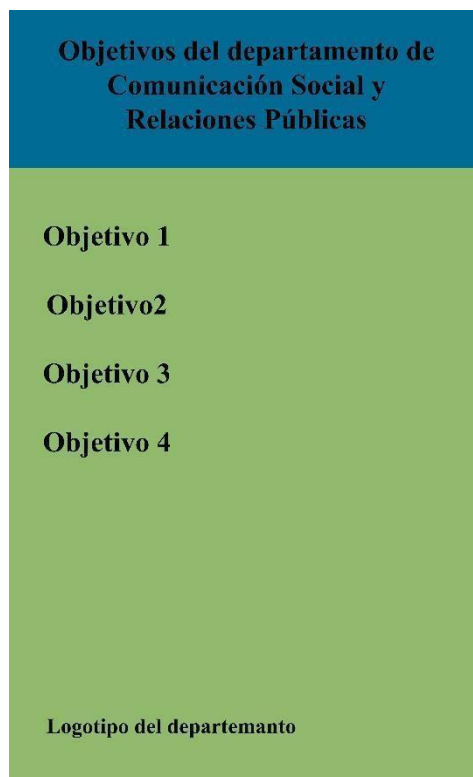 Objetivos del departamento de
Comunicación Social y
Relaciones Públicas
Objetivo 1
Objetivo2
Objetivo 3
Objetivo 4
Logotipo del departemanto